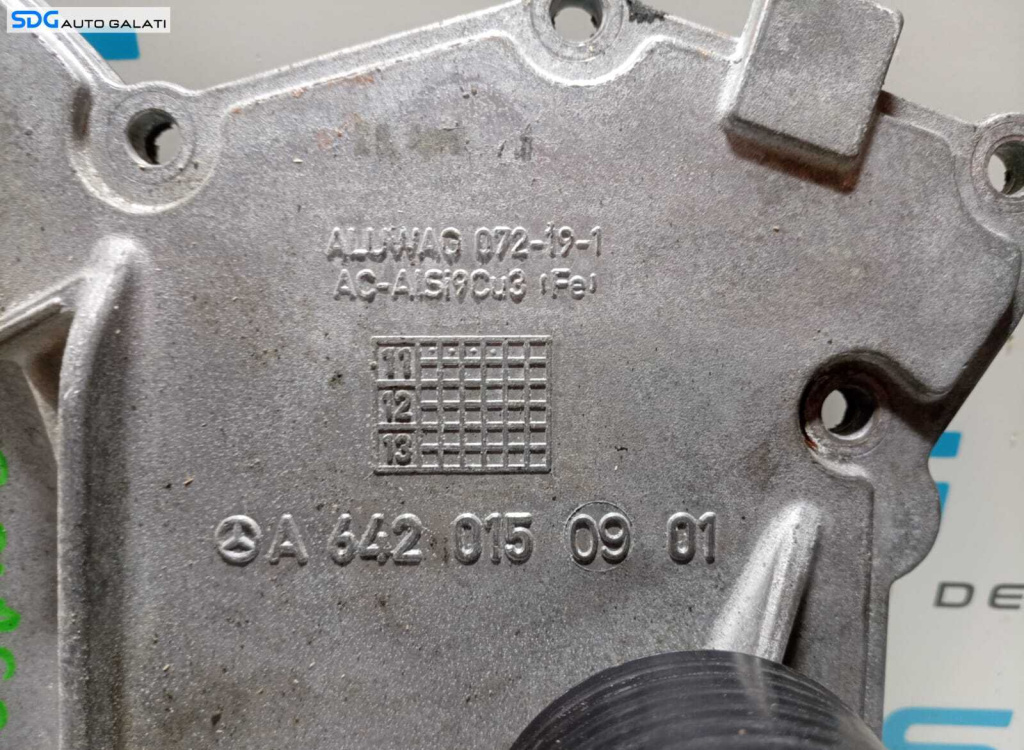 SDG AUTO GALATI
ALUWAG 072-19-1
AC-AlSi9Cu3 (Fe)
11
12
13
A 642 015 09 01
DE